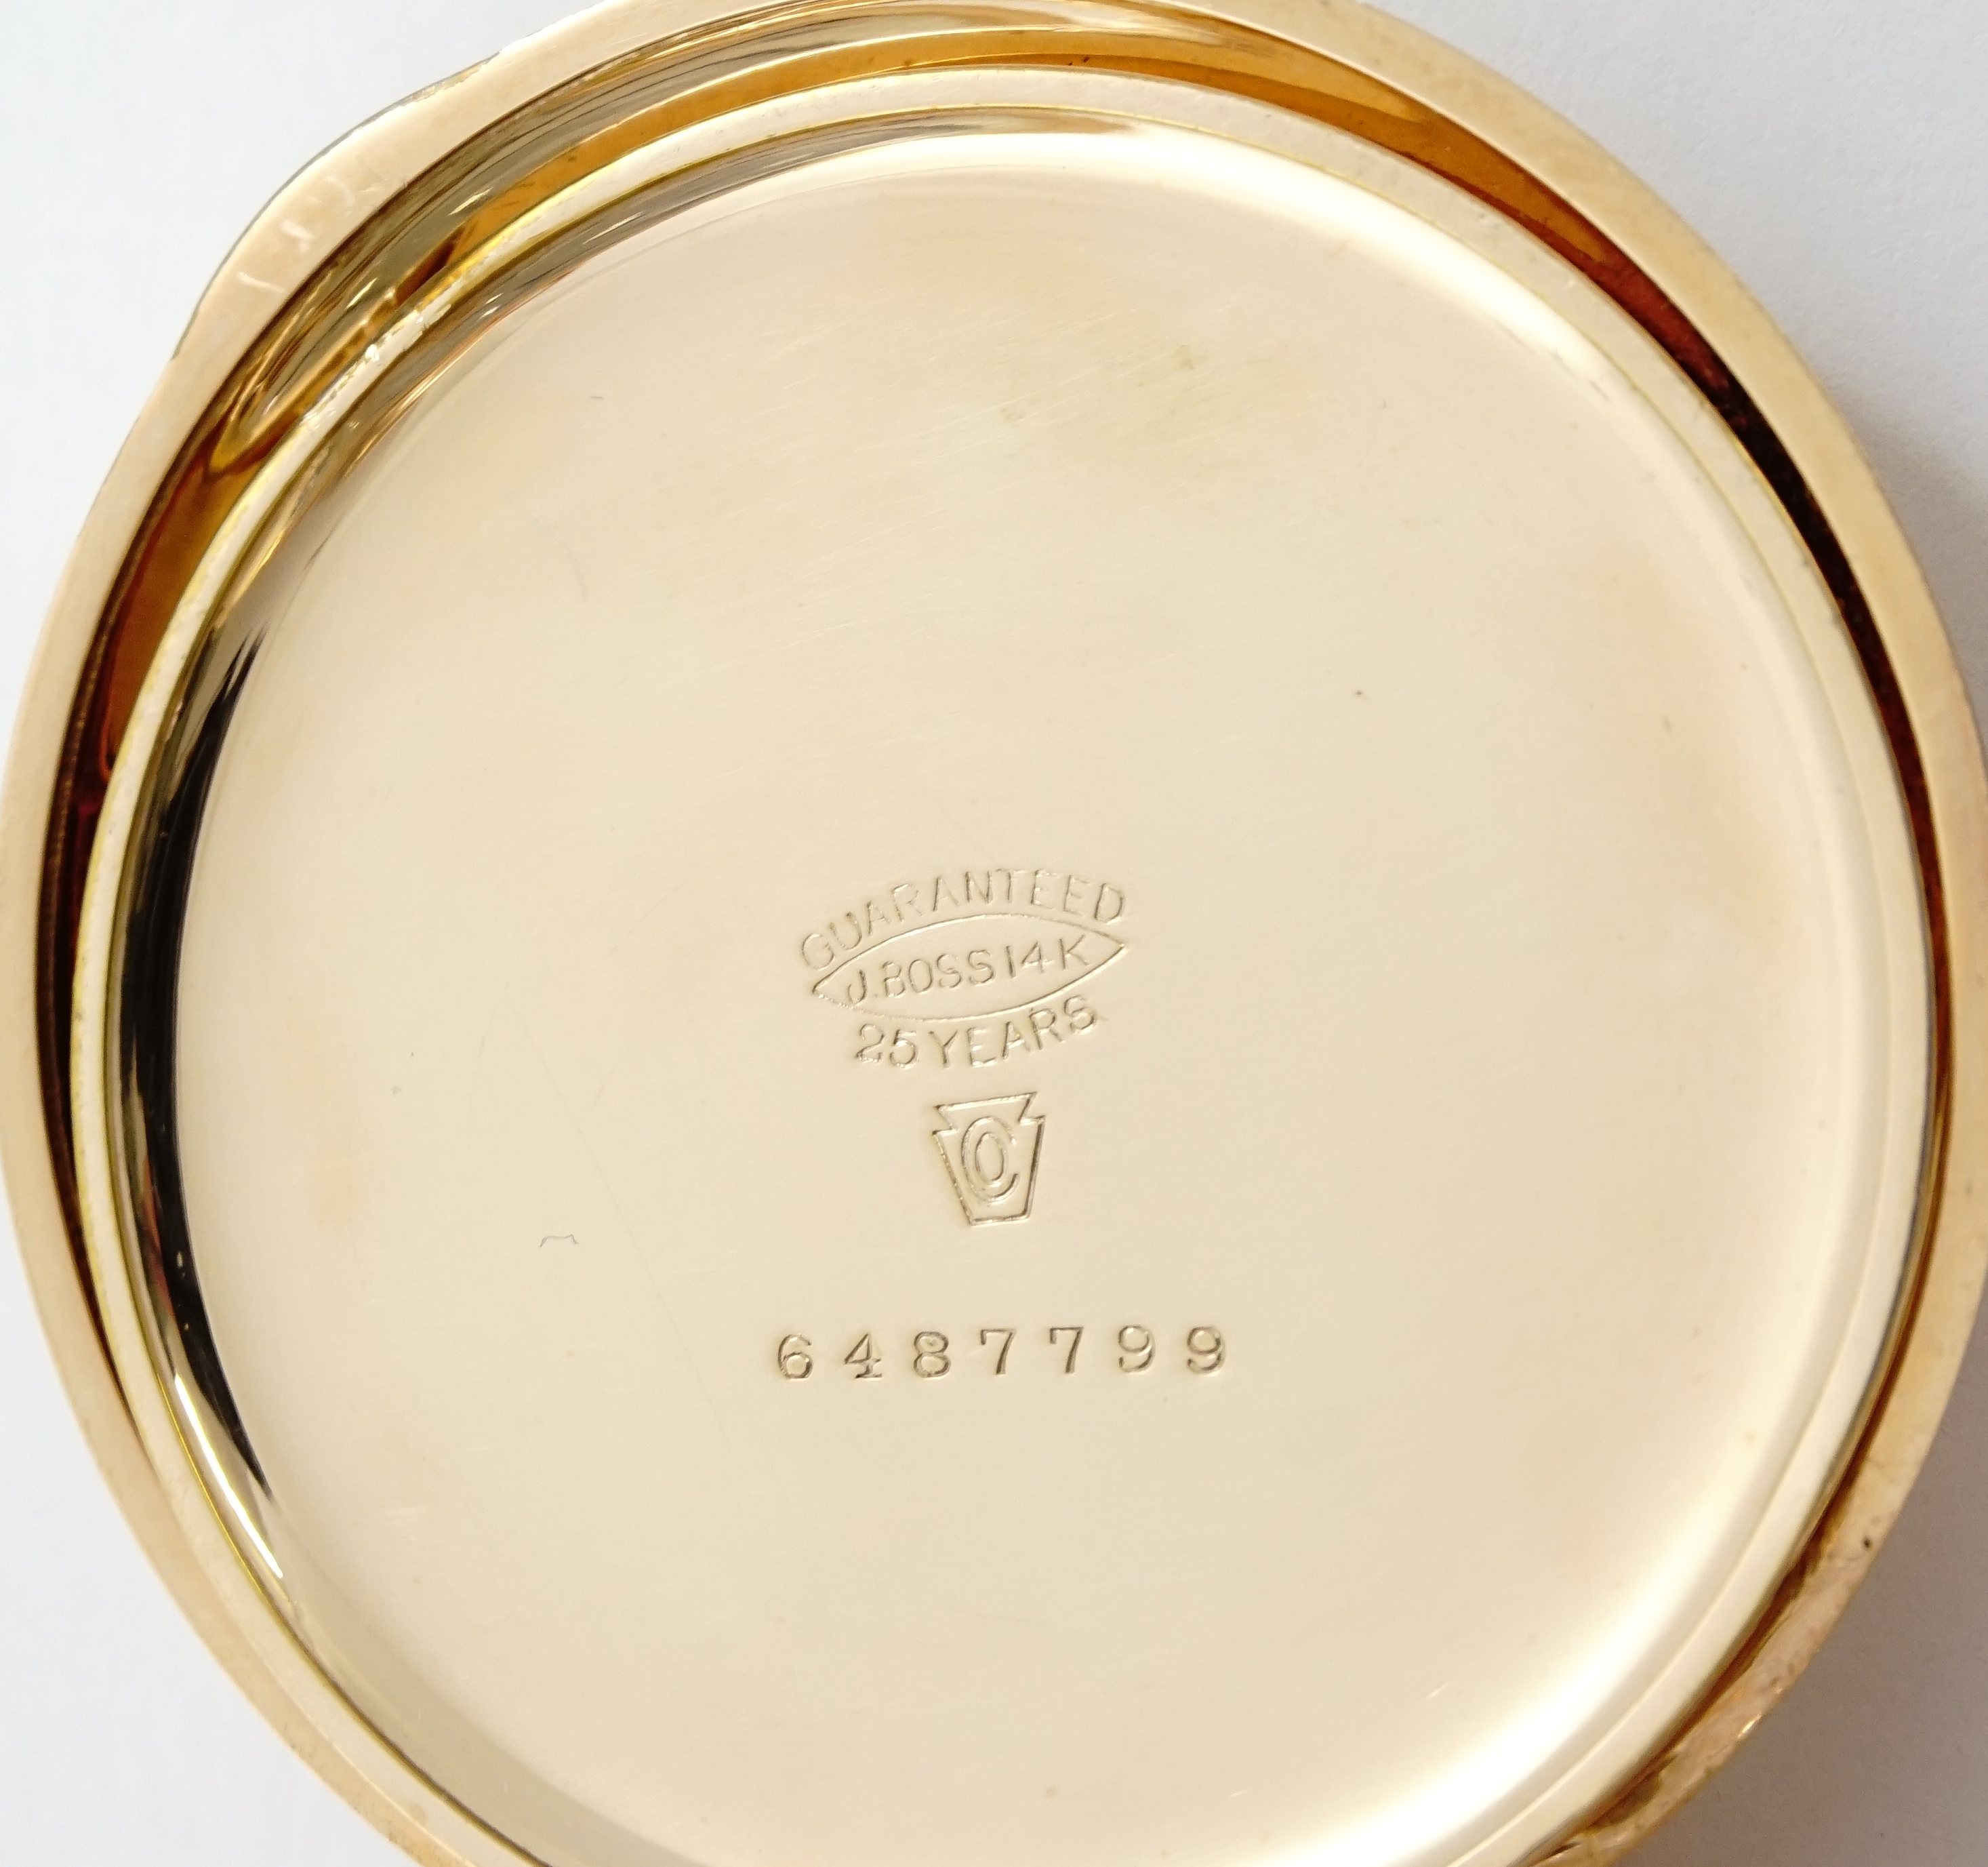 GUARANTEED
J.BOSS 14K
25 YEARS
C
6487799